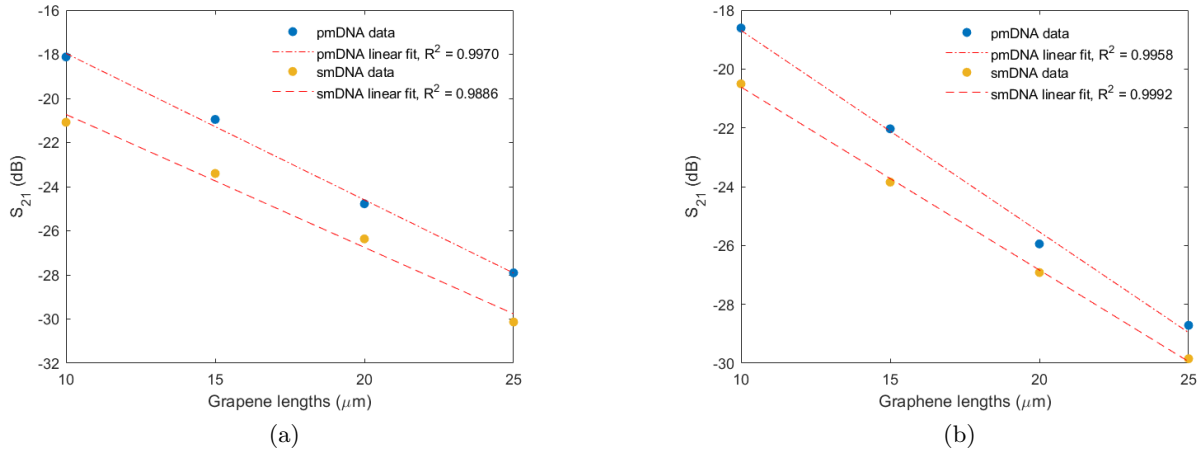 -16
-18
-20
-22
-24
-26
-28
-30
-32
S21 (dB)
pmDNA data
pmDNA linear fit, R² = 0.9970
smDNA data
smDNA linear fit, R² = 0.9886
10
15
20
25
Grapene lengths (μm)
(a)
-18
-20
-22
-24
-26
-28
-30
S21 (dB)
pmDNA data
pmDNA linear fit, R² = 0.9958
smDNA data
smDNA linear fit, R² = 0.9992
10
15
20
25
Graphene lengths (μm)
(b)